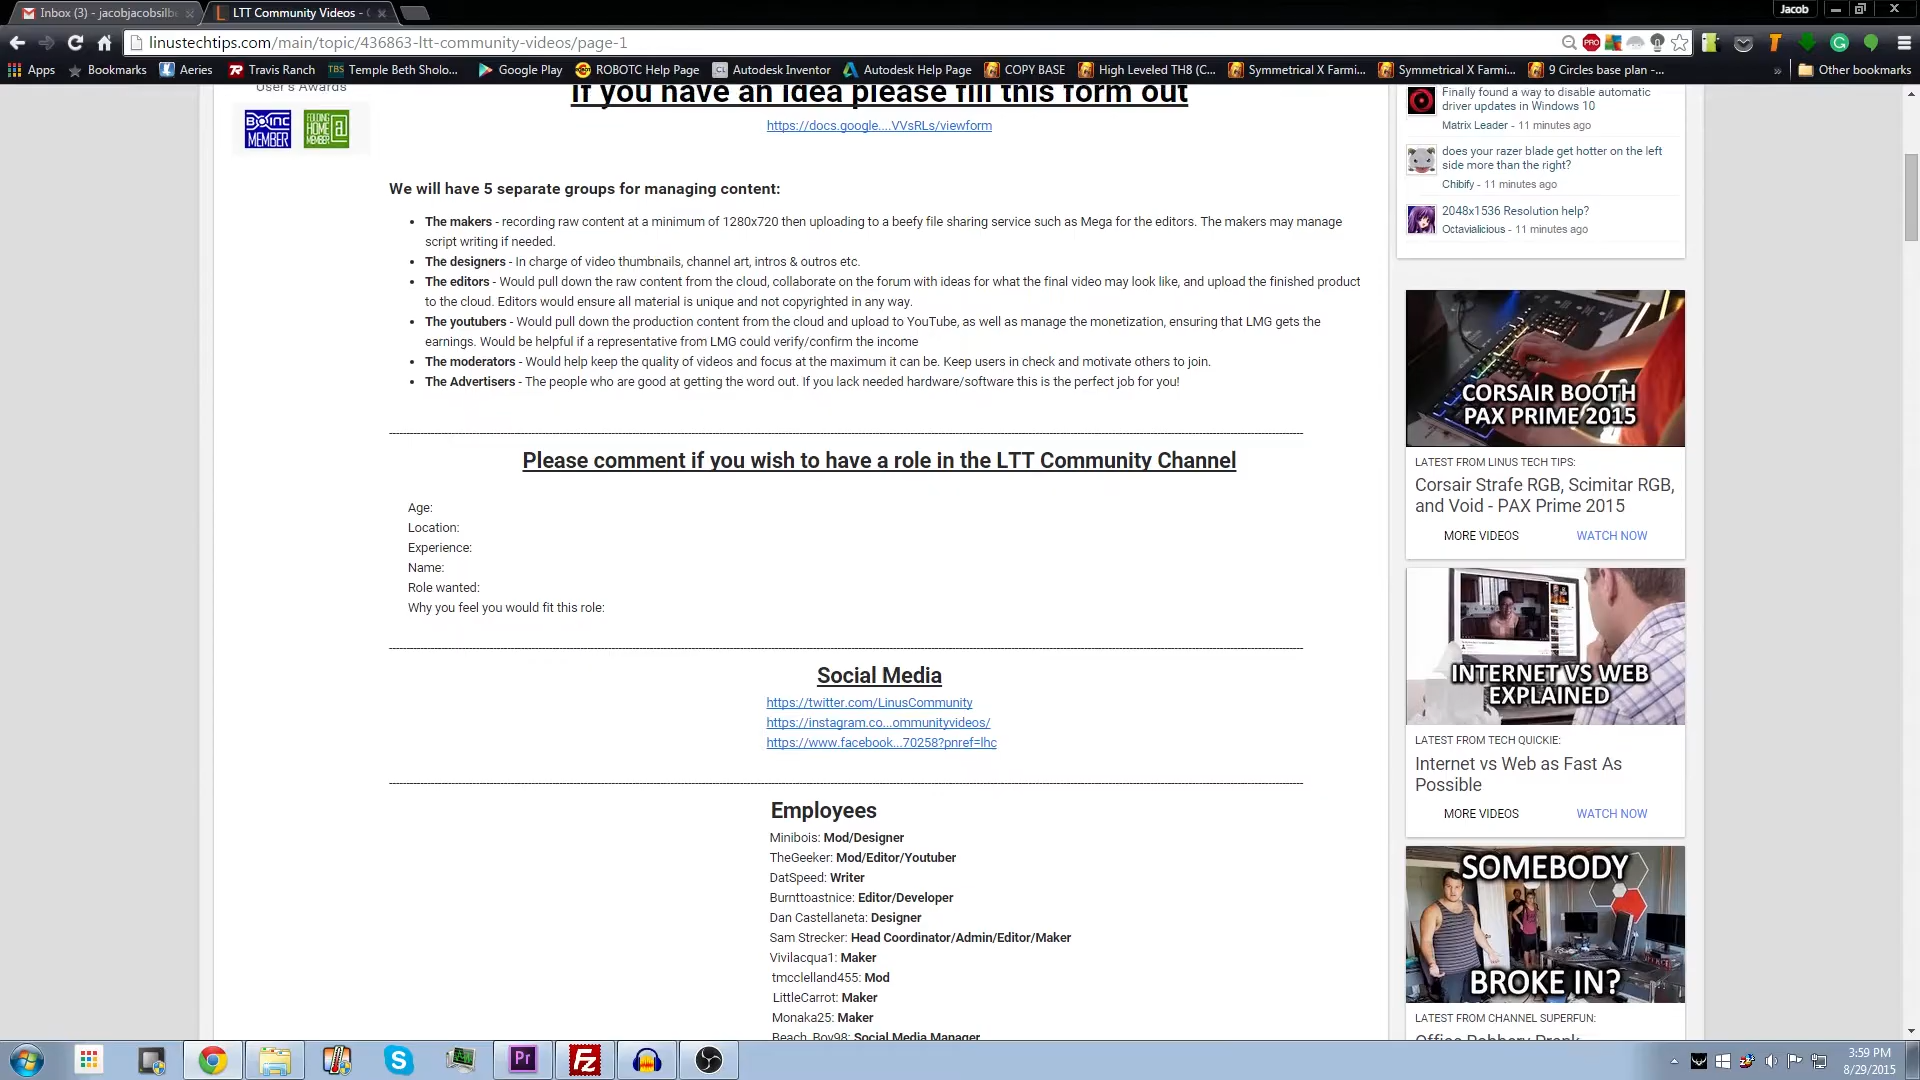 Inbox (3) - jacobjacobsilbe
LTT Community Videos -
Jacob
linustechtips.com/main/topic/436863-ltt-community-videos/page-1
PRO
Apps
Bookmarks
Aeries
Travis Ranch
TBS
Temple Beth Sholo...
Google Play
ROBOTC Help Page
CL
Autodesk Inventor
Autodesk Help Page
COPY BASE
High Leveled TH8 (C...
Symmetrical X Farmi...
Symmetrical X Farmi...
9 Circles base plan -...
»
Other bookmarks
User's Awards
BOINC
MEMBER
FOLDING
HOME @
MEMBER
If you have an idea please fill this form out
https://docs.google....VVsRLs/viewform
We will have 5 separate groups for managing content:
• The makers - recording raw content at a minimum of 1280x720 then uploading to a beefy file sharing service such as Mega for the editors. The makers may manage
script writing if needed.
• The designers - In charge of video thumbnails, channel art, intros & outros etc.
• The editors - Would pull down the raw content from the cloud, collaborate on the forum with ideas for what the final video may look like, and upload the finished product
to the cloud. Editors would ensure all material is unique and not copyrighted in any way.
• The youtubers - Would pull down the production content from the cloud and upload to YouTube, as well as manage the monetization, ensuring that LMG gets the
earnings. Would be helpful if a representative from LMG could verify/confirm the income
• The moderators - Would help keep the quality of videos and focus at the maximum it can be. Keep users in check and motivate others to join.
• The Advertisers - The people who are good at getting the word out. If you lack needed hardware/software this is the perfect job for you!
Please comment if you wish to have a role in the LTT Community Channel
Age:
Location:
Experience:
Name:
Role wanted:
Why you feel you would fit this role:
Social Media
https://twitter.com/LinusCommunity
https://instagram.co...ommunityvideos/
https://www.facebook...70258?pnref=lhc
Employees
Minibois: Mod/Designer
TheGeeker: Mod/Editor/Youtuber
DatSpeed: Writer
Burnttoastnice: Editor/Developer
Dan Castellaneta: Designer
Sam Strecker: Head Coordinator/Admin/Editor/Maker
Vivilacqua1: Maker
tmcclelland455: Mod
LittleCarrot: Maker
Monaka25: Maker
Beach_Boy98: Social Media Manager
Finally found a way to disable automatic
driver updates in Windows 10
Matrix Leader - 11 minutes ago
does your razer blade get hotter on the left
side more than the right?
Chibify - 11 minutes ago
2048x1536 Resolution help?
Octavialicious - 11 minutes ago
CORSAIR BOOTH
PAX PRIME 2015
LATEST FROM LINUS TECH TIPS:
Corsair Strafe RGB, Scimitar RGB,
and Void - PAX Prime 2015
MORE VIDEOS
WATCH NOW
INTERNET VS WEB
EXPLAINED
LATEST FROM TECH QUICKIE:
Internet vs Web as Fast As
Possible
MORE VIDEOS
WATCH NOW
SOMEBODY
BROKE IN?
LATEST FROM CHANNEL SUPERFUN:
Office Robbery Prank
Pr
Fz
3:59 PM
8/29/2015